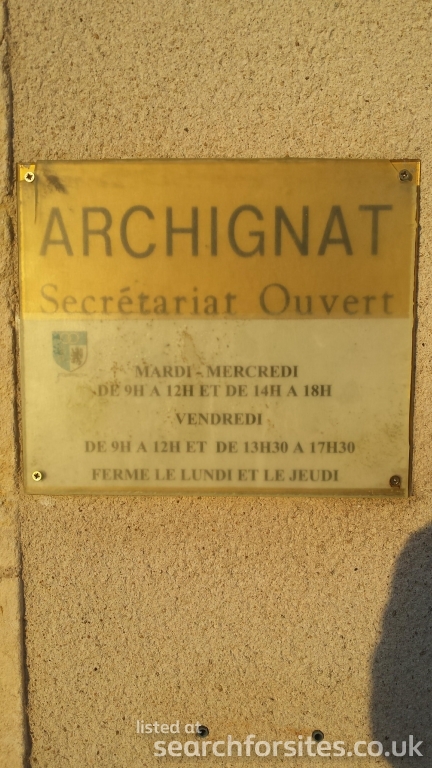 ARCHIGNAT
Secrétariat Ouvert
MARDI - MERCREDI
DE 9H A 12H ET DE 14H A 18H
VENDREDI
DE 9H A 12H ET DE 13H30 A 17H30
FERME LE LUNDI ET LE JEUDI
listed at
searchforsites.co.uk